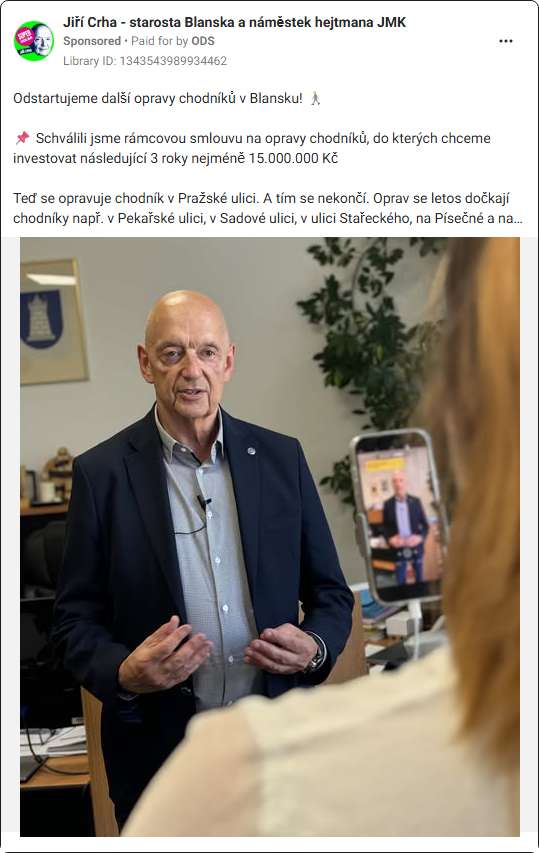 Jiří Crha - starosta Blanska a náměstek hejtmana JMK
Sponsored • Paid for by ODS
Library ID: 1343543989934462
Odstartujeme další opravy chodníků v Blansku! 🚶
📌 Schválili jsme rámcovou smlouvu na opravy chodníků, do kterých chceme
investovat následující 3 roky nejméně 15.000.000 Kč
Teď se opravuje chodník v Pražské ulici. A tím se nekončí. Oprav se letos dočkají
chodníky např. v Pekařské ulici, v Sadové ulici, v ulici Stařeckého, na Písečné a na...